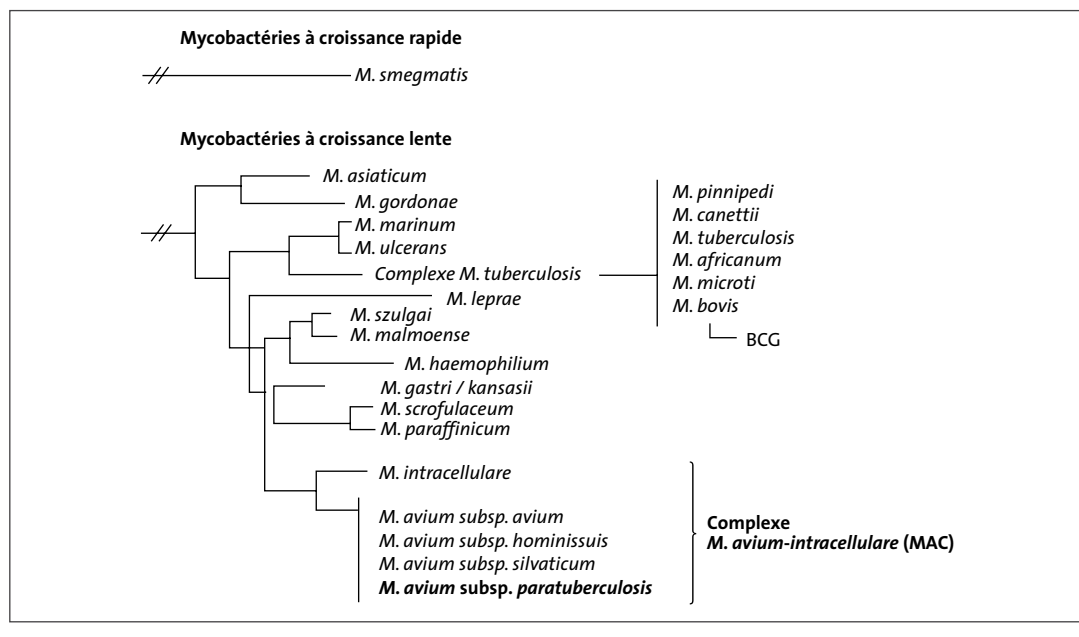 Mycobactéries à croissance rapide
M. smegmatis
Mycobactéries à croissance lente
M. asiaticum
M. gordonae
M. marinum
M. ulcerans
Complexe M. tuberculosis
M. pinnipedi
M. canettii
M. tuberculosis
M. africanum
M. microti
M. bovis
BCG
M. leprae
M. szulgai
M. malmoense
M. haemophilium
M. gastri / kansasii
M. scrofulaceum
M. paraffinicum
M. intracellulare
M. avium subsp. avium
M. avium subsp. hominissuis
M. avium subsp. silvaticum
M. avium subsp. paratuberculosis
Complexe
M. avium-intracellulare (MAC)